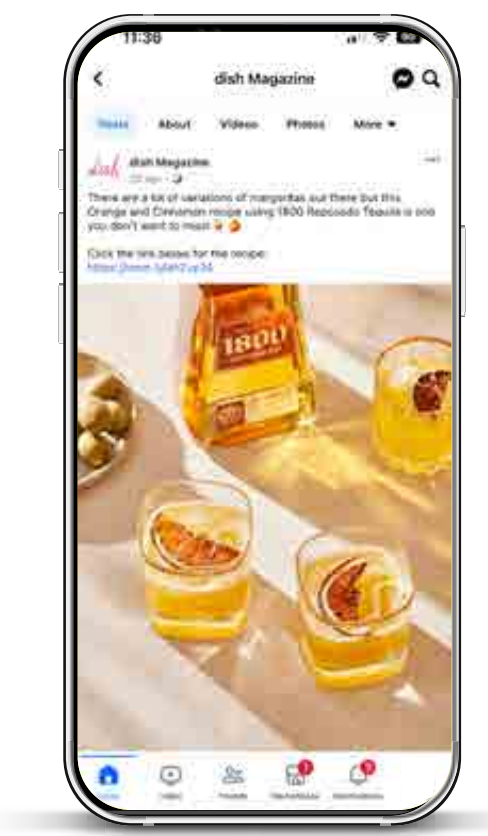 11:36
dish Magazine
Posts About Videos Photos More
dish dish Magazine
There are a lot of variations of margaritas out there but this
Orange and Cinnamon recipe using 1800 Reposado Tequila is one
you don't want to miss!
Click the link below for the recipe:
1800